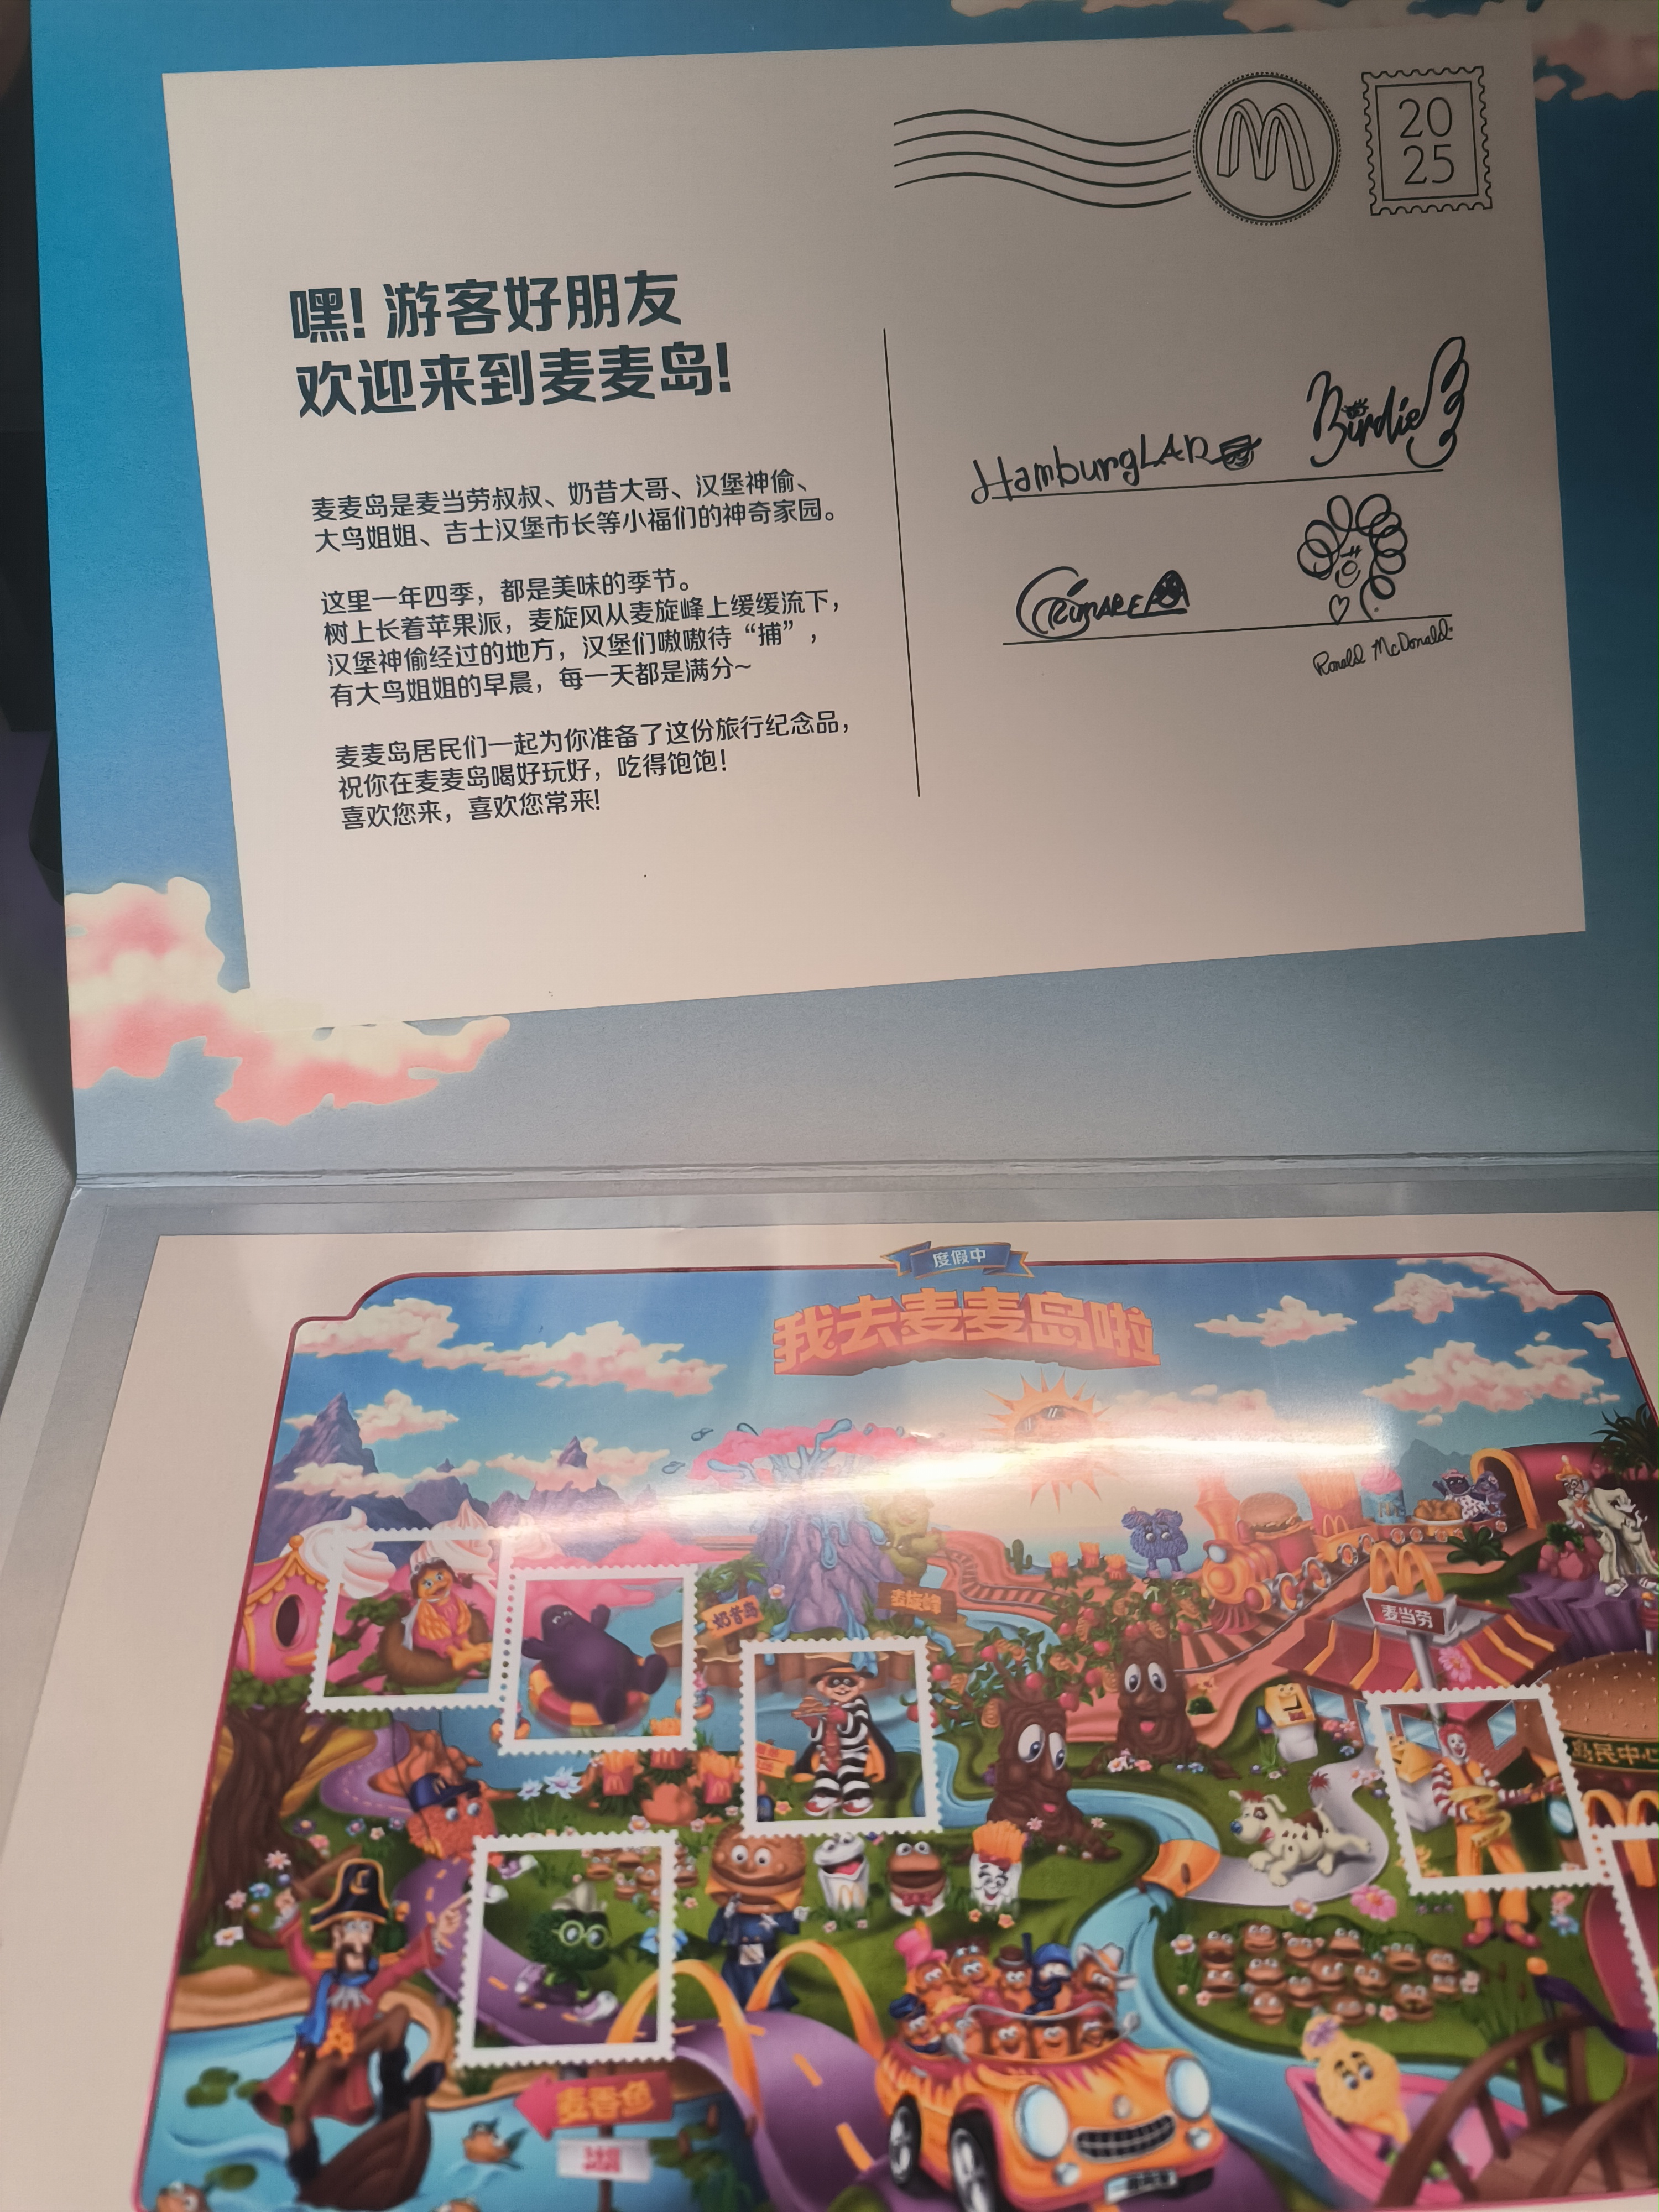 20
25
嘿! 游客好朋友
欢迎来到麦麦岛!
麦麦岛是麦当劳叔叔、奶昔大哥、汉堡神偷、
大鸟姐姐、吉士汉堡市长等小福们的神奇家园。
这里一年四季，都是美味的季节。
树上长着苹果派，麦旋风从麦旋峰上缓缓流下，
汉堡神偷经过的地方，汉堡们嗷嗷待“捕”，
有大鸟姐姐的早晨，每一天都是满分~
麦麦岛居民们一起为你准备了这份旅行纪念品，
祝你在麦麦岛喝好玩好，吃得饱饱!
喜欢您来，喜欢您常来!
HamburgLAR
Birdie
Ronald McDonald
度假中
我去麦麦岛啦
奶昔岛
麦旋峰
麦当劳
岛民中心
麦香鱼
湖